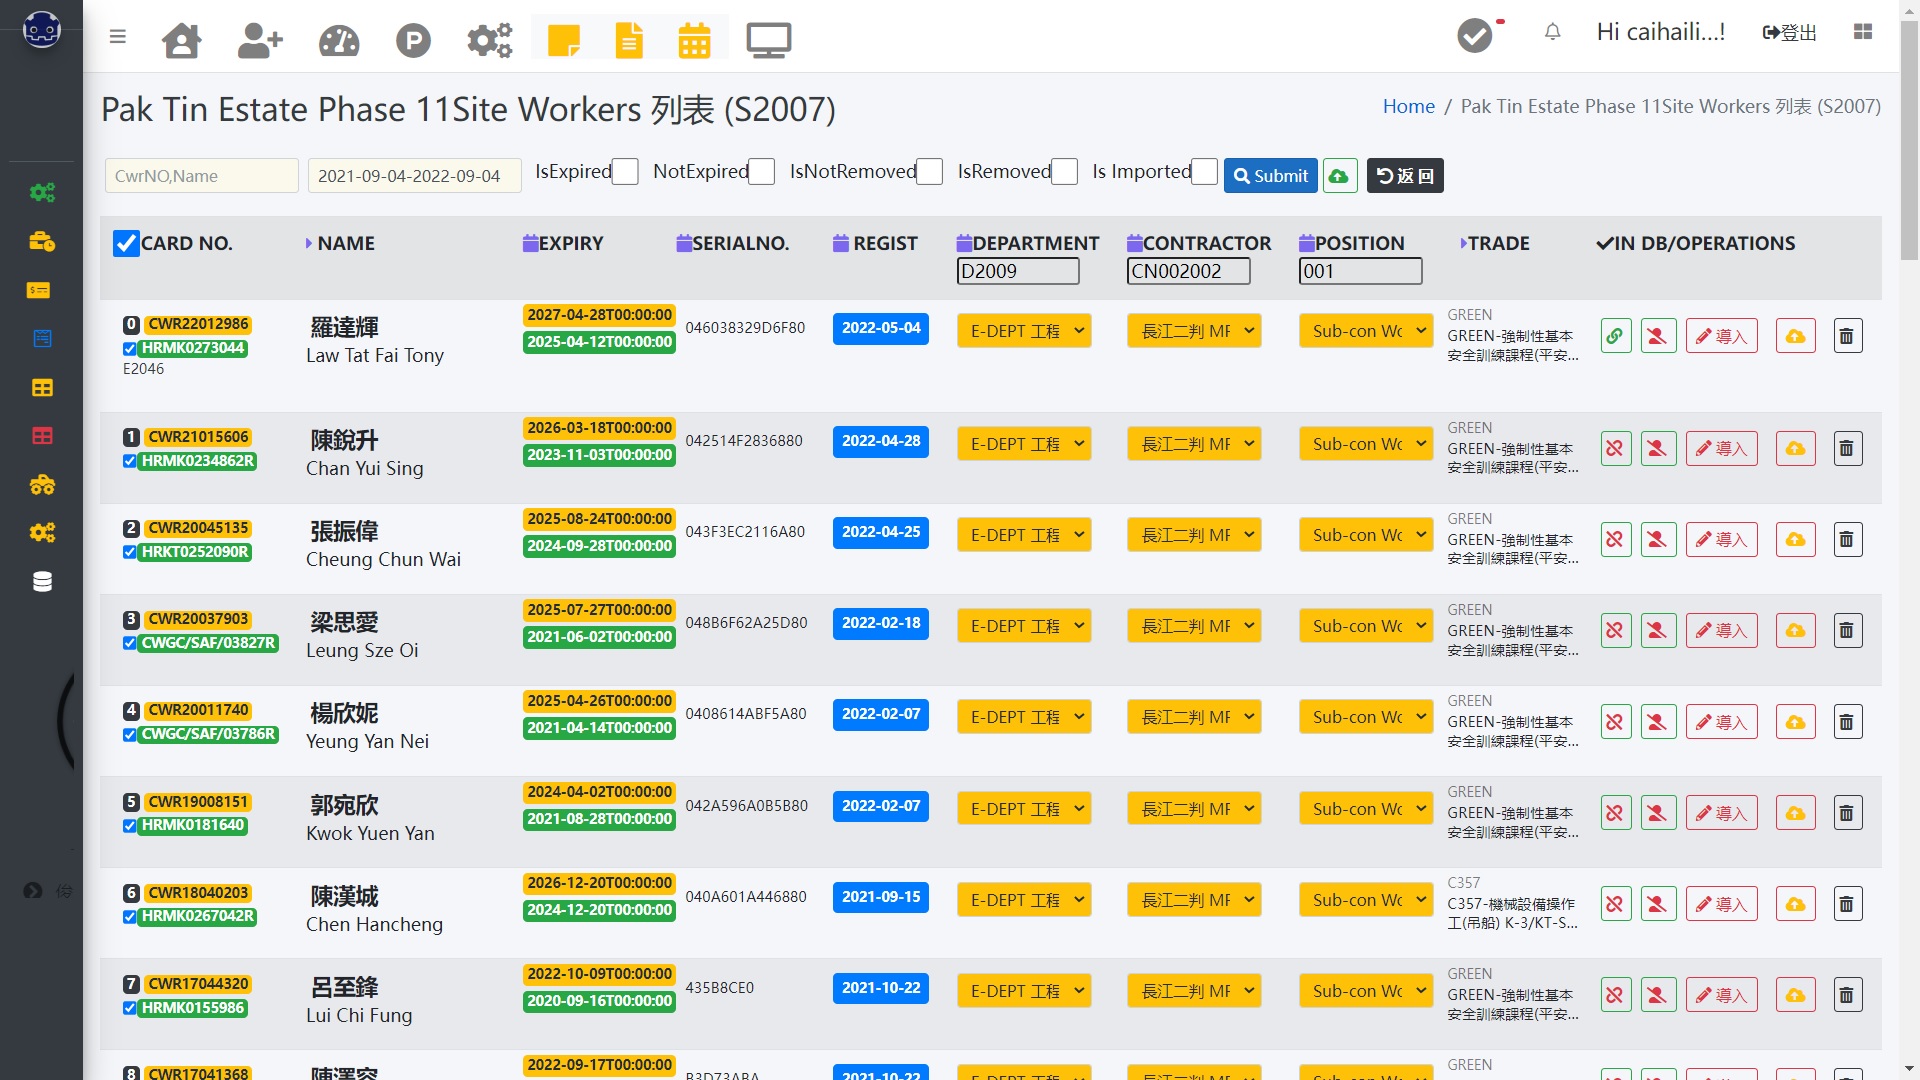 Hi caihaili...!
登出
Pak Tin Estate Phase 11Site Workers 列表 (S2007)
Home / Pak Tin Estate Phase 11Site Workers 列表 (S2007)
CwrNO,Name
2021-09-04-2022-09-04
IsExpired
NotExpired
IsNotRemoved
IsRemoved
Is Imported
Submit
返 回
CARD NO.
NAME
EXPIRY
SERIALNO.
REGIST
DEPARTMENT
CONTRACTOR
POSITION
TRADE
IN DB/OPERATIONS
D2009
CN002002
001
0 CWR22012986
HRMK0273044
E2046
羅達輝
Law Tat Fai Tony
2027-04-28T00:00:00
2025-04-12T00:00:00
046038329D6F80
2022-05-04
E-DEPT 工程
長江二判 MF
Sub-con Wc
GREEN
GREEN-強制性基本
安全訓練課程(平安...
導入
1 CWR21015606
HRMK0234862R
陳銳升
Chan Yui Sing
2026-03-18T00:00:00
2023-11-03T00:00:00
042514F2836880
2022-04-28
E-DEPT 工程
長江二判 MF
Sub-con Wc
GREEN
GREEN-強制性基本
安全訓練課程(平安...
導入
2 CWR20045135
HRKT0252090R
張振偉
Cheung Chun Wai
2025-08-24T00:00:00
2024-09-28T00:00:00
043F3EC2116A80
2022-04-25
E-DEPT 工程
長江二判 MF
Sub-con Wc
GREEN
GREEN-強制性基本
安全訓練課程(平安...
導入
3 CWR20037903
CWGC/SAF/03827R
梁思愛
Leung Sze Oi
2025-07-27T00:00:00
2021-06-02T00:00:00
048B6F62A25D80
2022-02-18
E-DEPT 工程
長江二判 MF
Sub-con Wc
GREEN
GREEN-強制性基本
安全訓練課程(平安...
導入
4 CWR20011740
CWGC/SAF/03786R
楊欣妮
Yeung Yan Nei
2025-04-26T00:00:00
2021-04-14T00:00:00
0408614ABF5A80
2022-02-07
E-DEPT 工程
長江二判 MF
Sub-con Wc
GREEN
GREEN-強制性基本
安全訓練課程(平安...
導入
5 CWR19008151
HRMK0181640
郭宛欣
Kwok Yuen Yan
2024-04-02T00:00:00
2021-08-28T00:00:00
042A596A0B5B80
2022-02-07
E-DEPT 工程
長江二判 MF
Sub-con Wc
GREEN
GREEN-強制性基本
安全訓練課程(平安...
導入
6 CWR18040203
HRMK0267042R
陳漢城
Chen Hancheng
2026-12-20T00:00:00
2024-12-20T00:00:00
040A601A446880
2021-09-15
E-DEPT 工程
長江二判 MF
Sub-con Wc
C357
C357-機械設備操作
工(吊船) K-3/KT-S...
導入
7 CWR17044320
HRMK0155986
呂至鋒
Lui Chi Fung
2022-10-09T00:00:00
2020-09-16T00:00:00
435B8CE0
2021-10-22
E-DEPT 工程
長江二判 MF
Sub-con Wc
GREEN
GREEN-強制性基本
安全訓練課程(平安...
導入
8 CWR17041368
2022-09-17T00:00:00
B3D73ABA
2021-10-22
GREEN